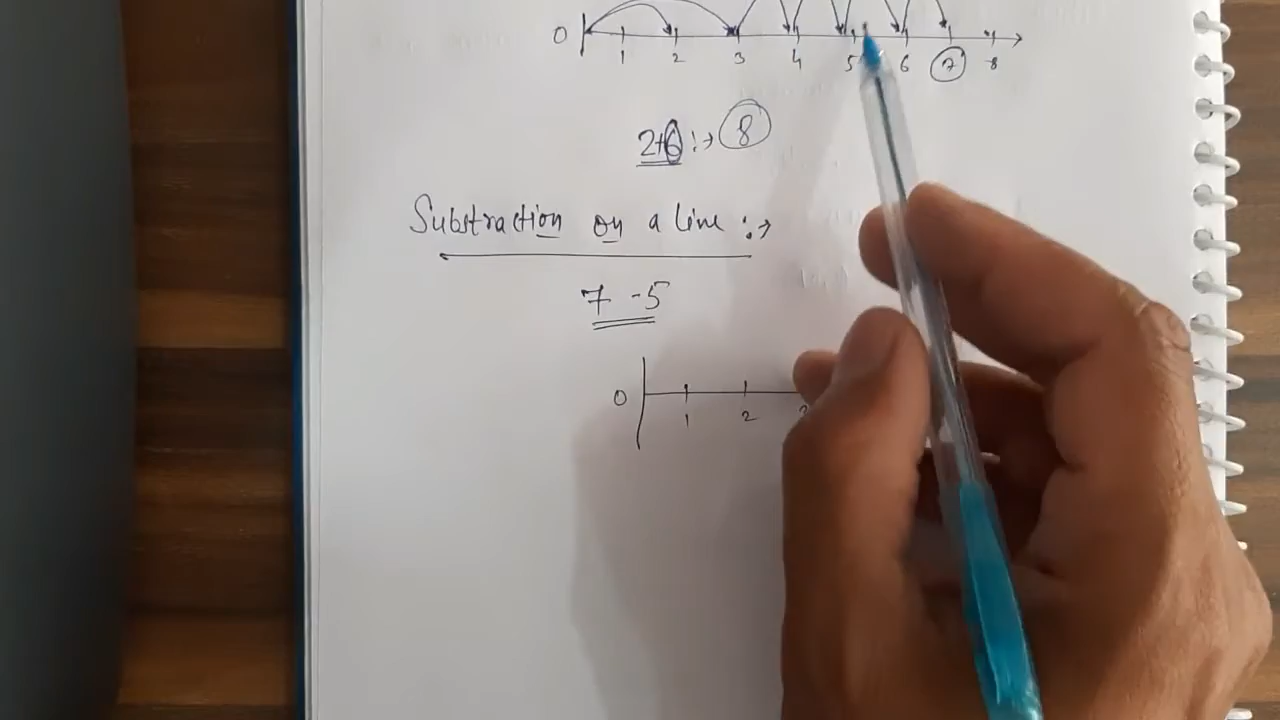 0 1 2 3 4 5 6 7 8
2+6 :→ 8
Substraction on a line :→
7 -5
0 1 2